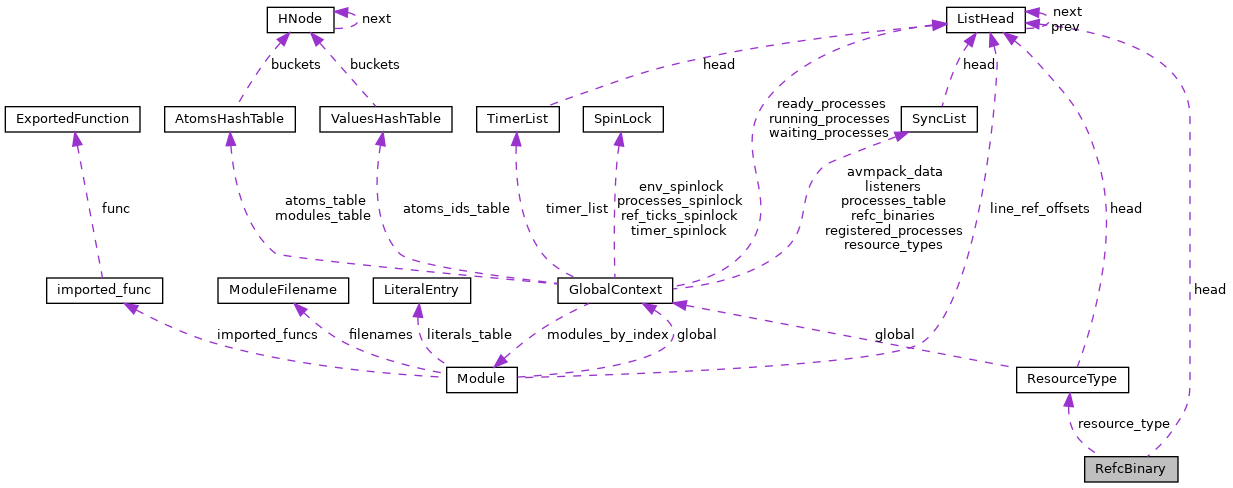 HNode
next
ListHead
next
prev
buckets
buckets
head
head
ExportedFunction
AtomsHashTable
ValuesHashTable
TimerList
SpinLock
ready_processes
running_processes
waiting_processes
SyncList
func
atoms_table
modules_table
atoms_ids_table
timer_list
env_spinlock
processes_spinlock
ref_ticks_spinlock
timer_spinlock
avmpack_data
listeners
processes_table
refc_binaries
registered_processes
resource_types
line_ref_offsets
head
imported_func
ModuleFilename
LiteralEntry
GlobalContext
head
imported_funcs
filenames
literals_table
modules_by_index
global
global
Module
ResourceType
resource_type
RefcBinary